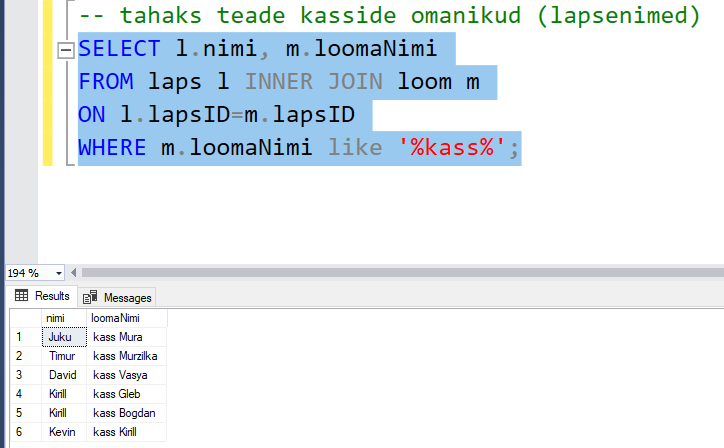 -- tahaks teade kasside omanikud (lapsenimed)
SELECT l.nimi, m.loomaNimi
FROM laps l INNER JOIN loom m
ON l.lapsID=m.lapsID
WHERE m.loomaNimi like '%kass%';
194 %
Results Messages
nimi loomaNimi
1 Juku kass Mura
2 Timur kass Murzilka
3 David kass Vasya
4 Kirill kass Gleb
5 Kirill kass Bogdan
6 Kevin kass Kirill